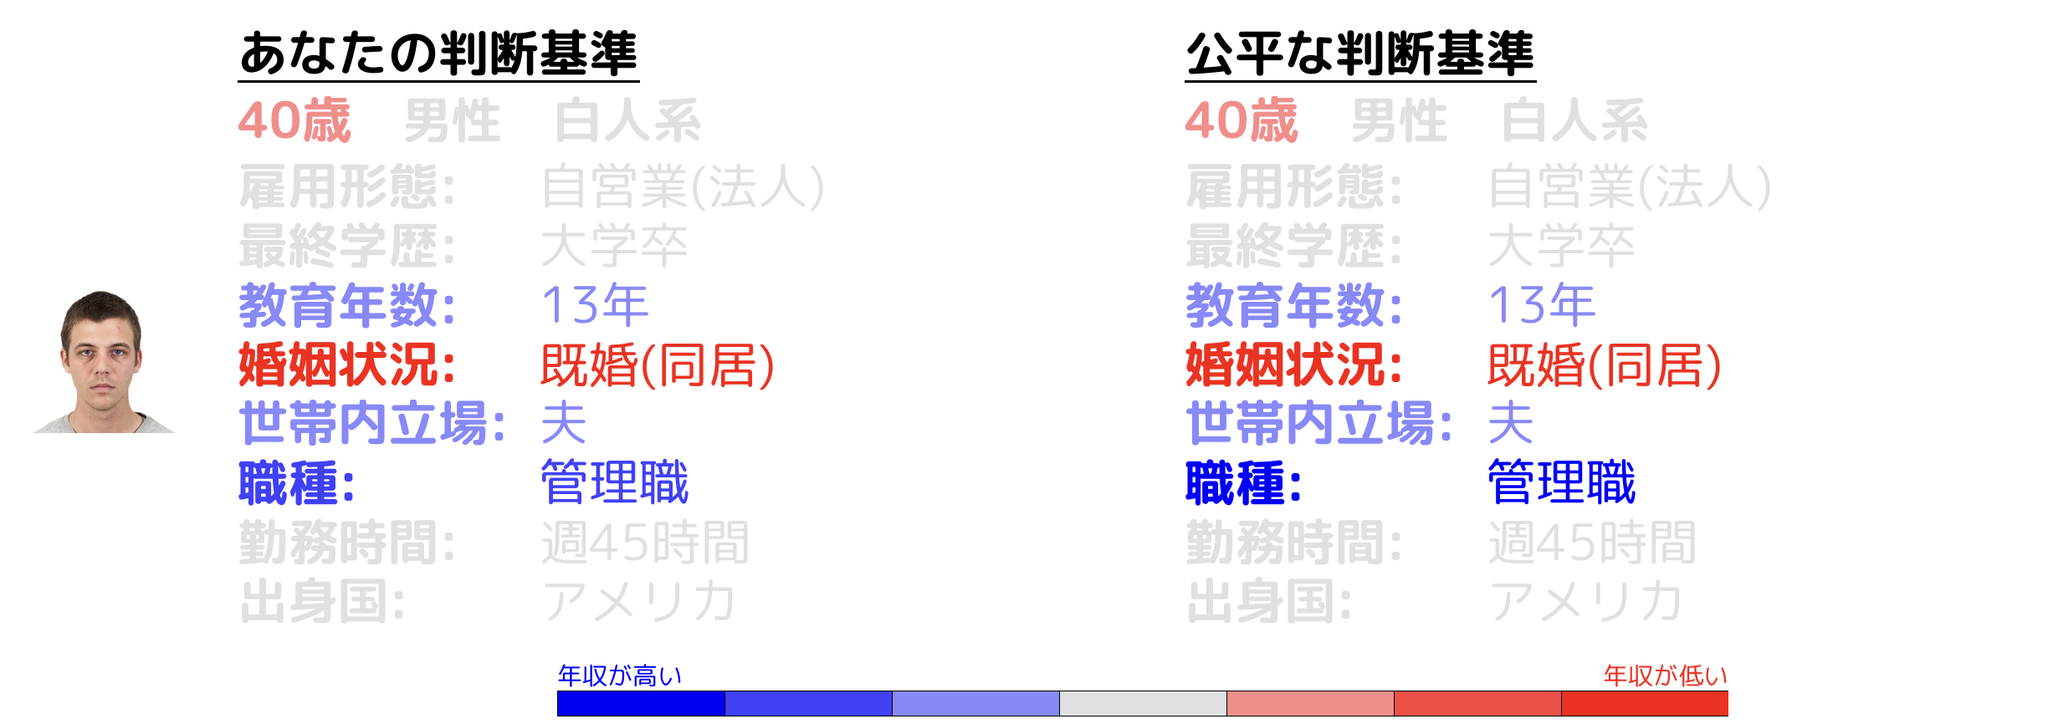 あなたの判断基準
40歳 男性 白人系
雇用形態: 自営業(法人)
最終学歴: 大学卒
教育年数: 13年
婚姻状況: 既婚(同居)
世帯内立場: 夫
職種: 管理職
勤務時間: 週45時間
出身国: アメリカ
公平な判断基準
40歳 男性 白人系
雇用形態: 自営業(法人)
最終学歴: 大学卒
教育年数: 13年
婚姻状況: 既婚(同居)
世帯内立場: 夫
職種: 管理職
勤務時間: 週45時間
出身国: アメリカ
年収が高い 年収が低い